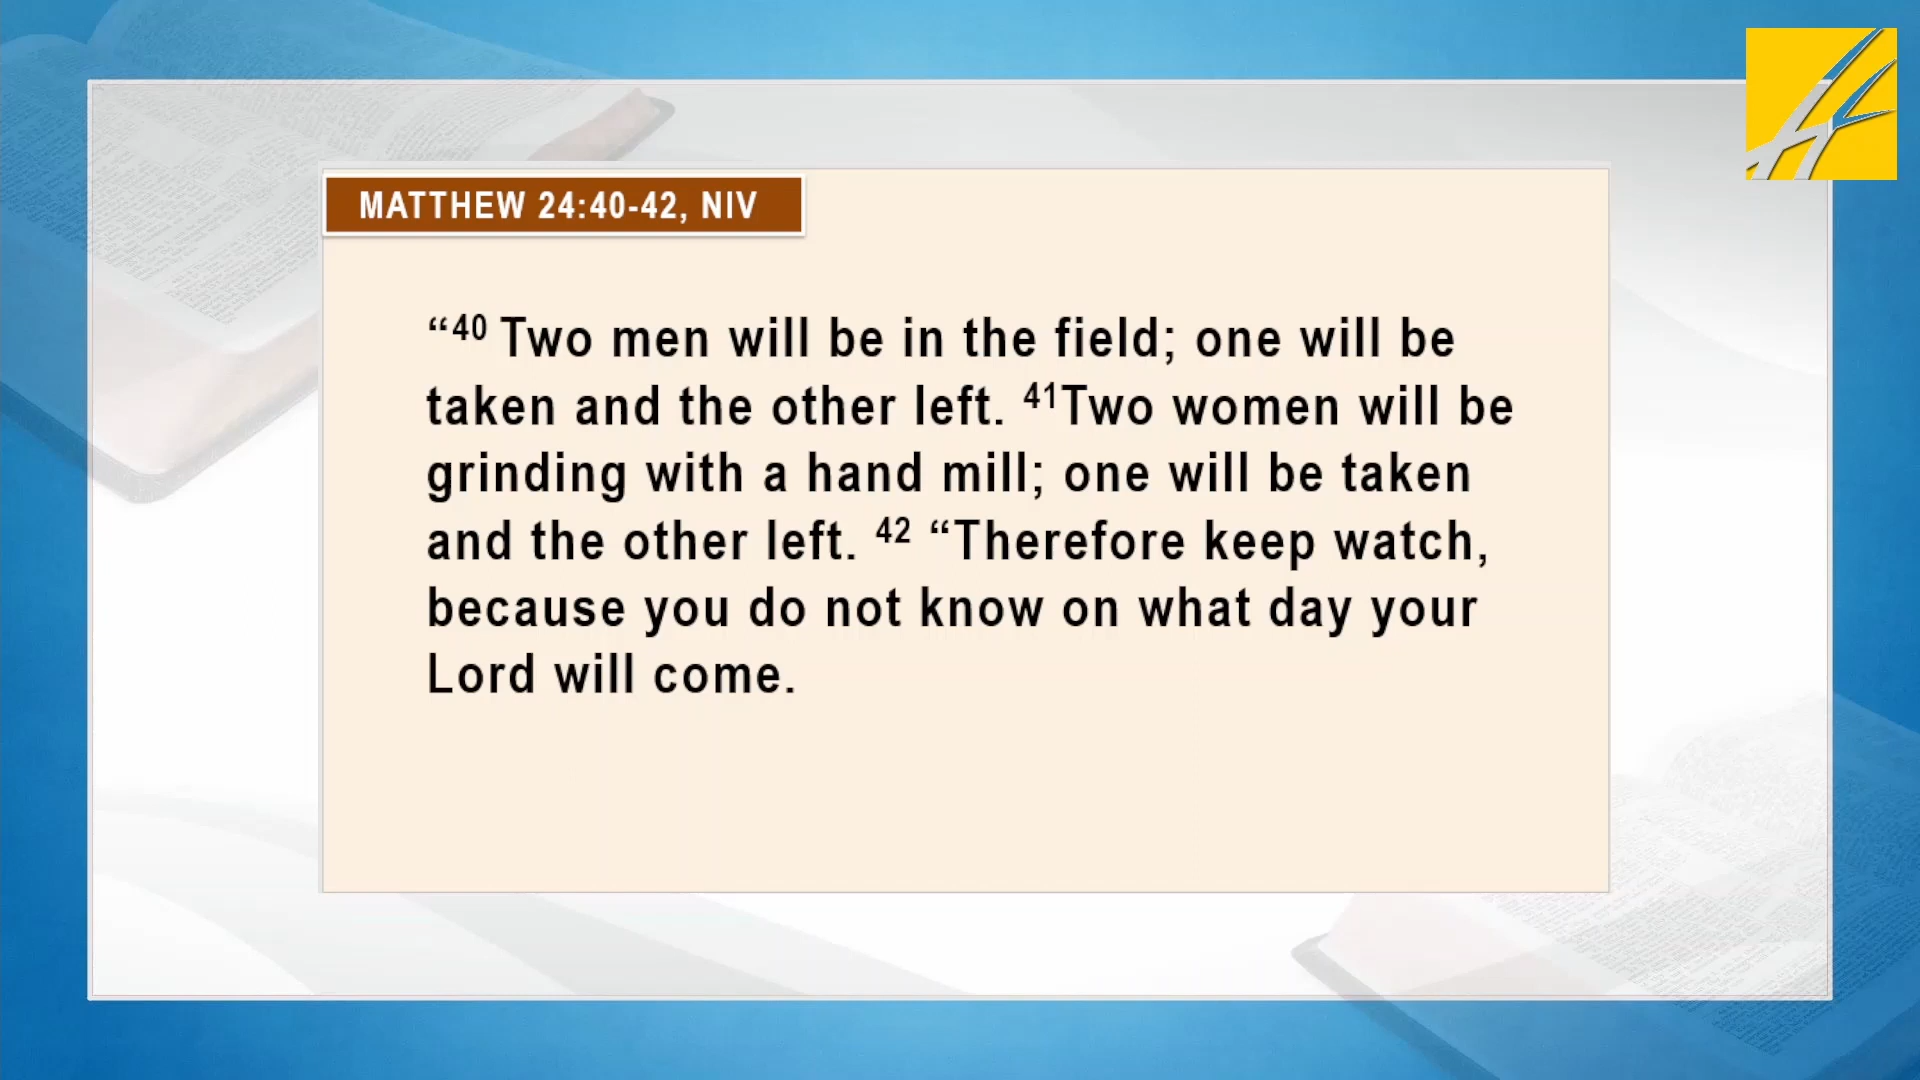 MATTHEW 24:40-42, NIV
“⁴⁰ Two men will be in the field; one will be
taken and the other left. ⁴¹Two women will be
grinding with a hand mill; one will be taken
and the other left. ⁴² “Therefore keep watch,
because you do not know on what day your
Lord will come.